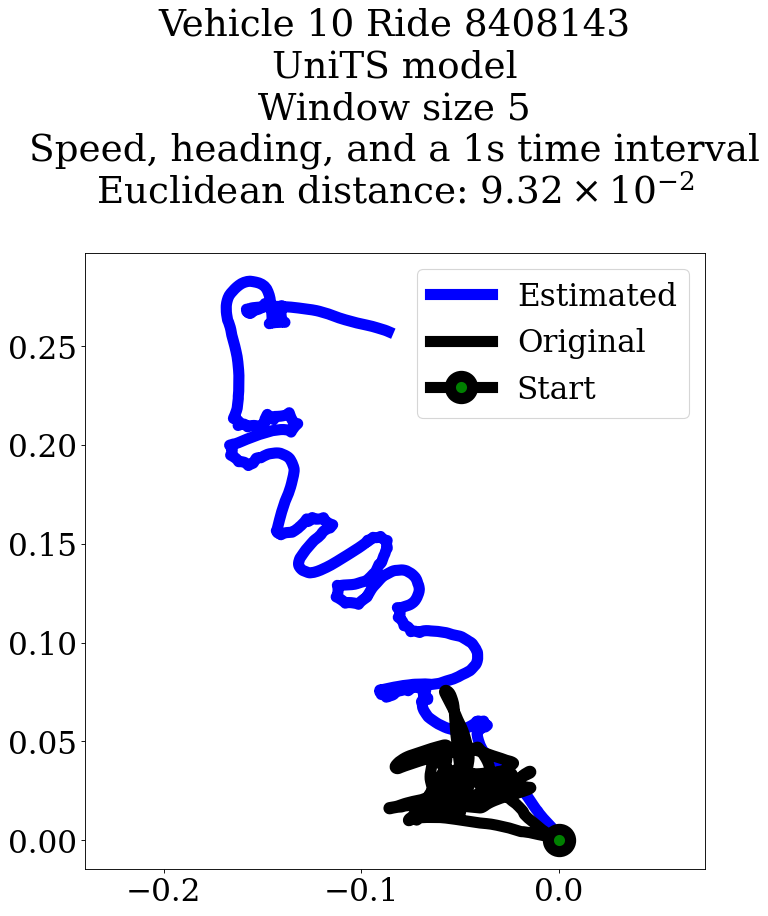 Vehicle 10 Ride 8408143
UniTS model
Window size 5
Speed, heading, and a 1s time interval
Euclidean distance: 9.32 × 10⁻²
Estimated
Original
Start
0.25
0.20
0.15
0.10
0.05
0.00
−0.2 −0.1 0.0